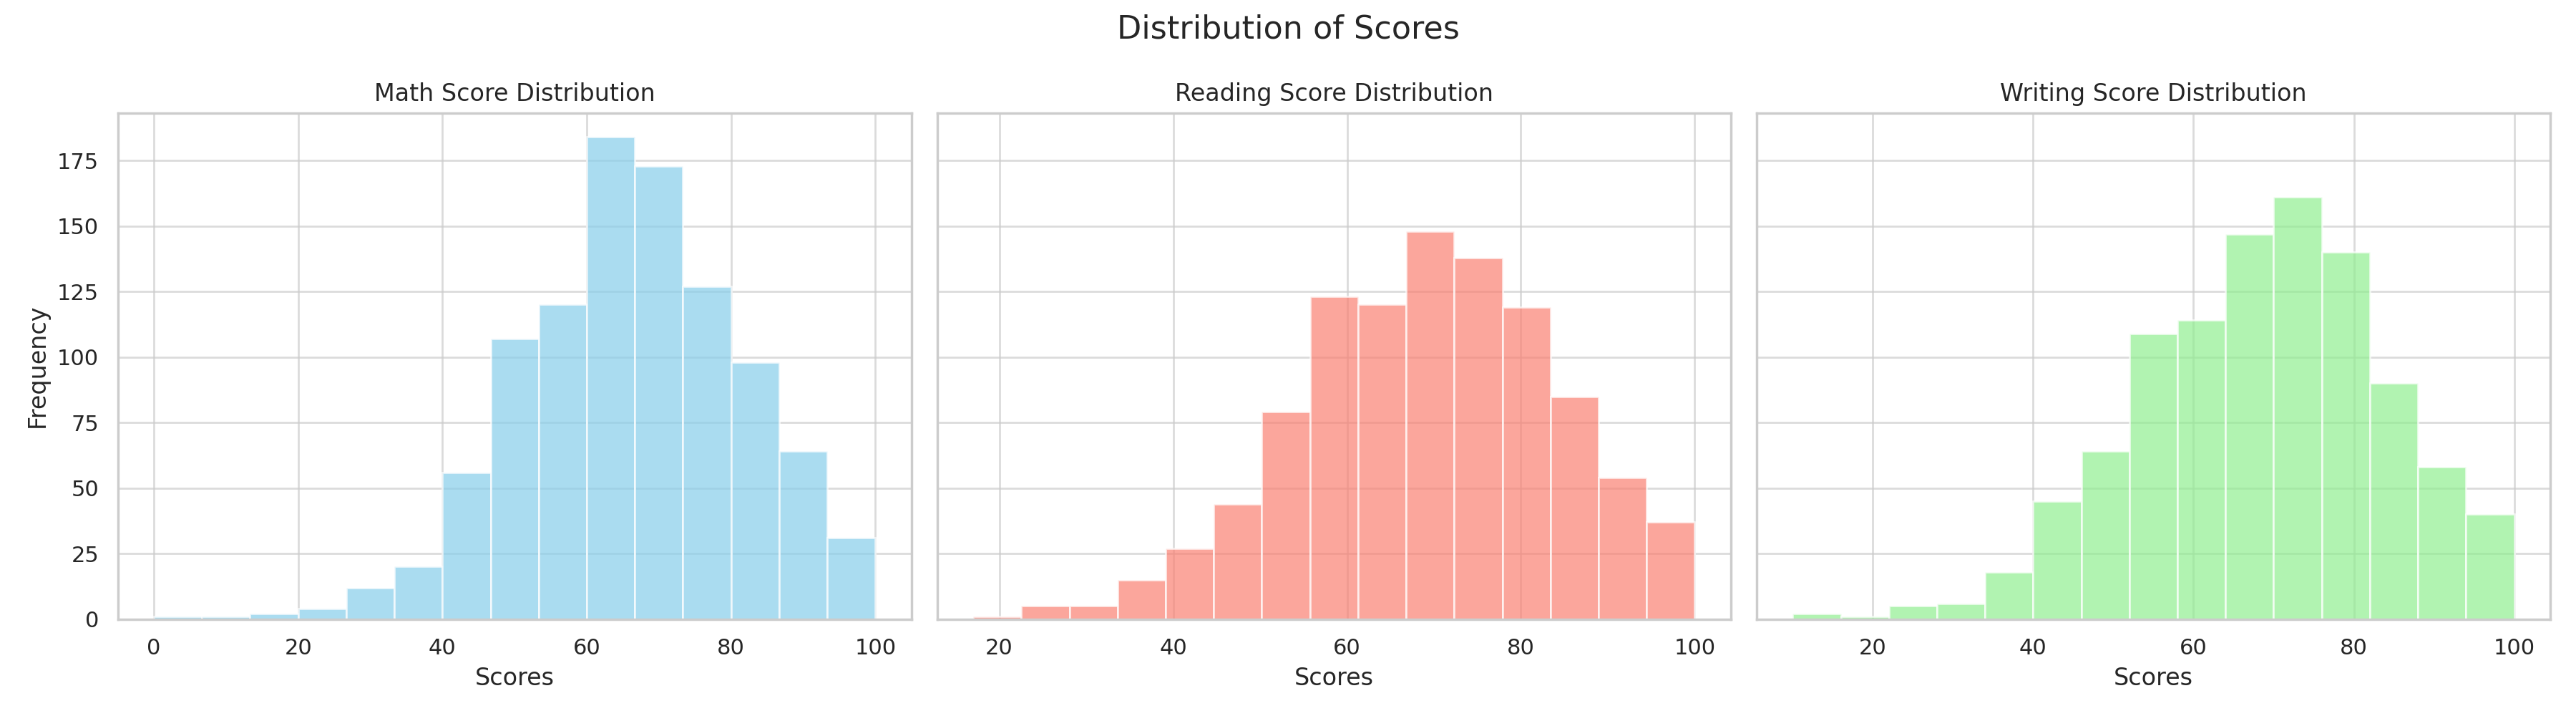 Distribution of Scores
Math Score Distribution
Reading Score Distribution
Writing Score Distribution
Frequency
175
150
125
100
75
50
25
0
0 20 40 60 80 100
20 40 60 80 100
20 40 60 80 100
Scores
Scores
Scores